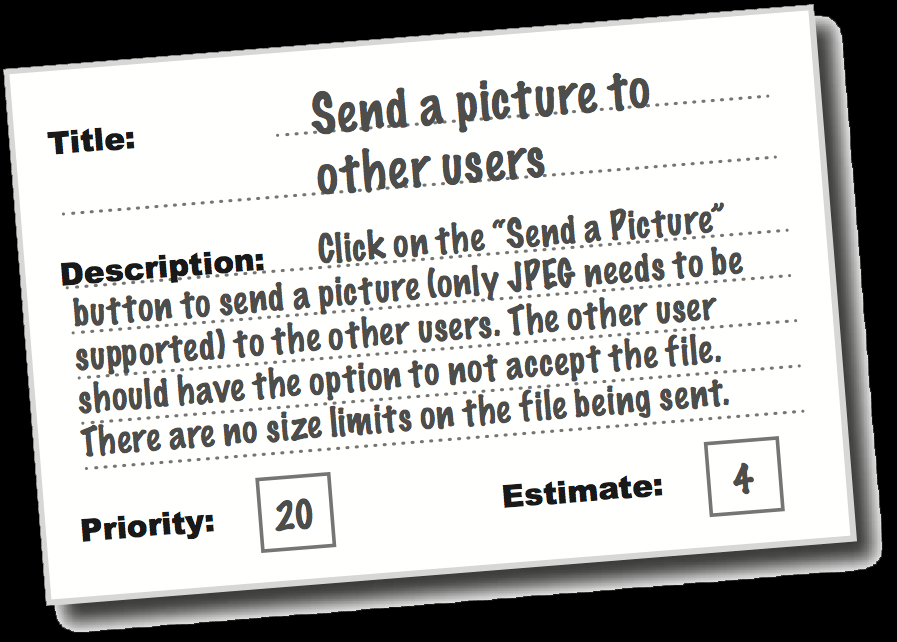 Title: Send a picture to
other users
Description: Click on the “Send a Picture”
button to send a picture (only JPEG needs to be
supported) to the other users. The other user
should have the option to not accept the file.
There are no size limits on the file being sent.
Priority: 20 Estimate: 4